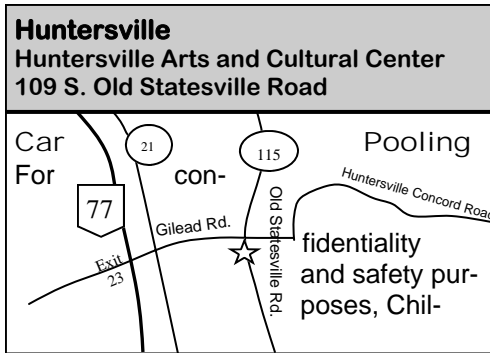 Huntersville
Huntersville Arts and Cultural Center
109 S. Old Statesville Road
Car Pooling
For con-
fidentiality
and safety pur-
poses, Chil-
21
115
77
Huntersville Concord Road
Gilead Rd.
Old Statesville Rd.
Exit
23